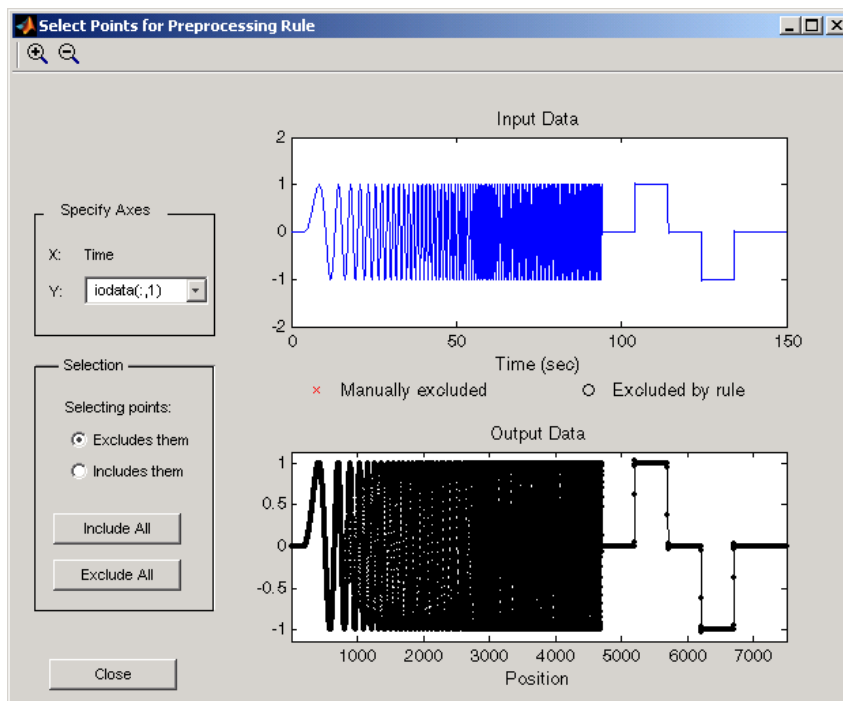 Select Points for Preprocessing Rule
Specify Axes
X: Time
Y: iodata(:,1)
Selection
Selecting points:
Excludes them
Includes them
Include All
Exclude All
Close
Input Data
2
1
0
-1
-2
0 50 100 150
Time (sec)
× Manually excluded O Excluded by rule
Output Data
1
0.5
0
-0.5
-1
1000 2000 3000 4000 5000 6000 7000
Position